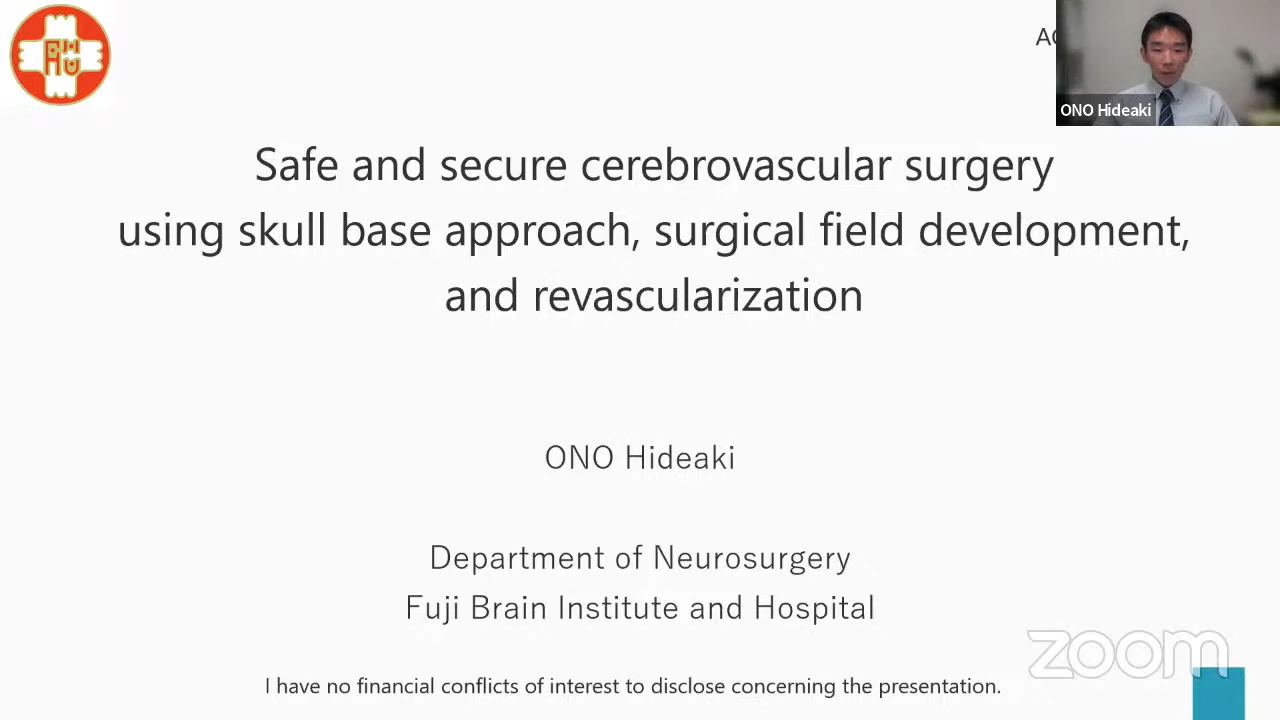 ONO Hideaki
Safe and secure cerebrovascular surgery
using skull base approach, surgical field development,
and revascularization
ONO Hideaki
Department of Neurosurgery
Fuji Brain Institute and Hospital
zoom
I have no financial conflicts of interest to disclose concerning the presentation.